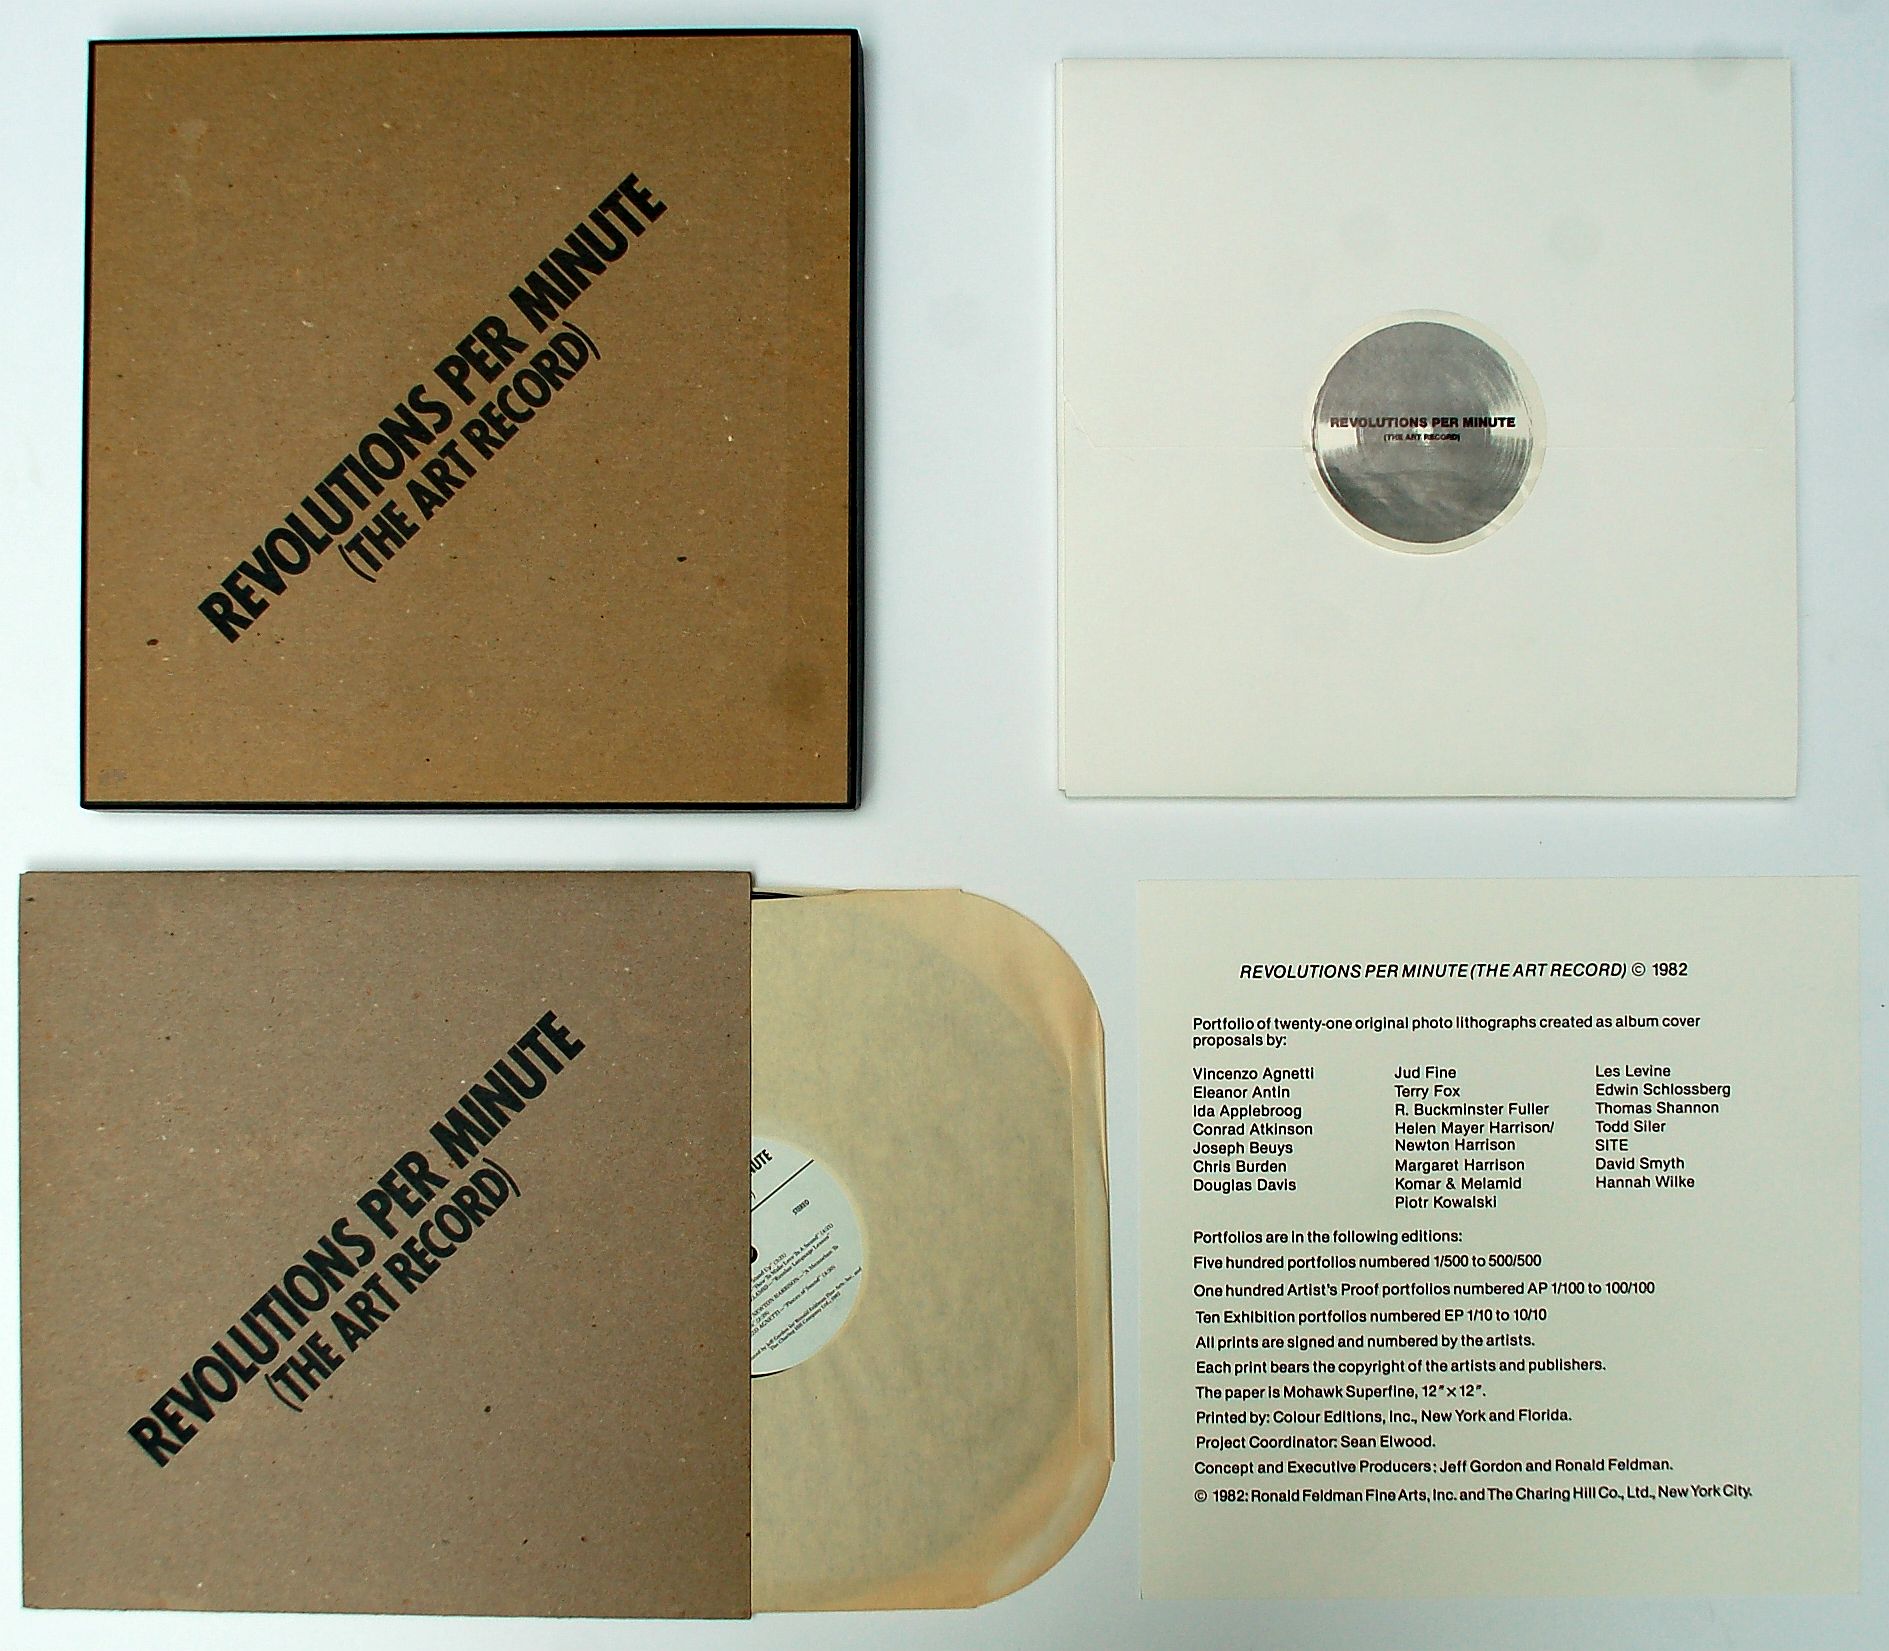 REVOLUTIONS PER MINUTE
(THE ART RECORD)
REVOLUTIONS PER MINUTE
(THE ART RECORD)
REVOLUTIONS PER MINUTE
(THE ART RECORD)
STEREO
REVOLUTIONS PER MINUTE (THE ART RECORD) © 1982
Portfolio of twenty-one original photo lithographs created as album cover
proposals by:
Vincenzo Agnetti
Eleanor Antin
Ida Applebroog
Conrad Atkinson
Joseph Beuys
Chris Burden
Douglas Davis
Jud Fine
Terry Fox
R. Buckminster Fuller
Helen Mayer Harrison/
Newton Harrison
Margaret Harrison
Komar & Melamid
Piotr Kowalski
Les Levine
Edwin Schlossberg
Thomas Shannon
Todd Siler
SITE
David Smyth
Hannah Wilke
Portfolios are in the following editions:
Five hundred portfolios numbered 1/500 to 500/500
One hundred Artist's Proof portfolios numbered AP 1/100 to 100/100
Ten Exhibition portfolios numbered EP 1/10 to 10/10
All prints are signed and numbered by the artists.
Each print bears the copyright of the artists and publishers.
The paper is Mohawk Superfine, 12" x 12".
Printed by: Colour Editions, Inc., New York and Florida.
Project Coordinator: Sean Elwood.
Concept and Executive Producers: Jeff Gordon and Ronald Feldman.
© 1982: Ronald Feldman Fine Arts, Inc. and The Charing Hill Co., Ltd., New York City.